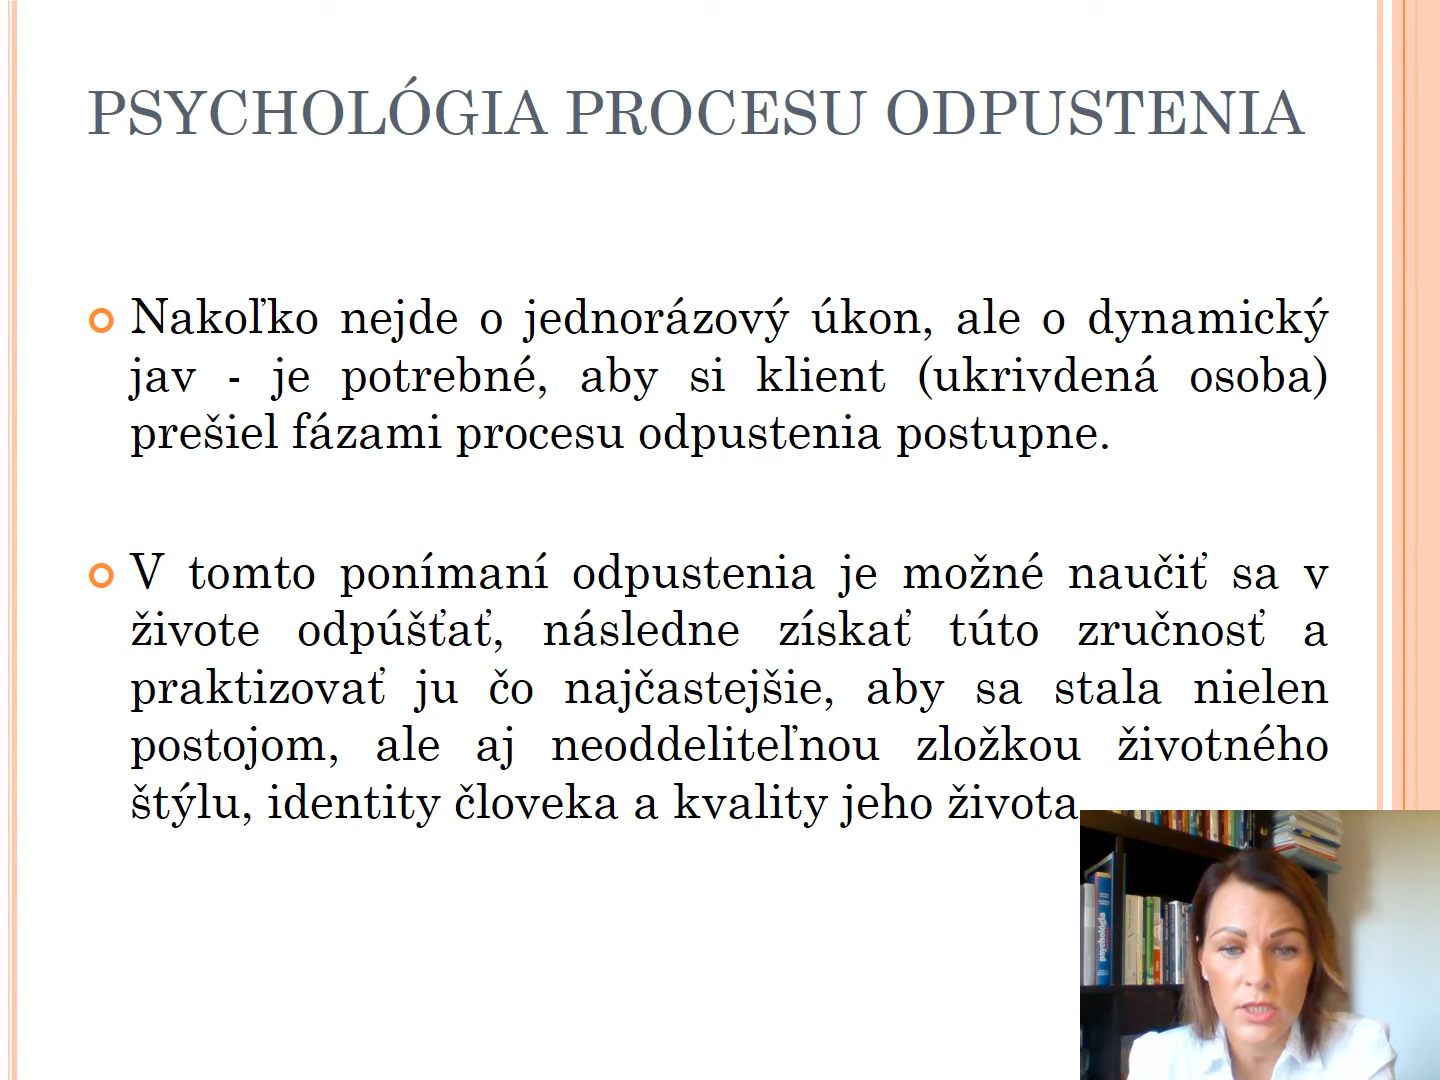 PSYCHOLÓGIA PROCESU ODPUSTENIA
Nakoľko nejde o jednorázový úkon, ale o dynamický
jav - je potrebné, aby si klient (ukrivdená osoba)
prešiel fázami procesu odpustenia postupne.
V tomto ponímaní odpustenia je možné naučiť sa v
živote odpúšťať, následne získať túto zručnosť a
praktizovať ju čo najčastejšie, aby sa stala nielen
postojom, ale aj neoddeliteľnou zložkou životného
štýlu, identity človeka a kvality jeho života
psychológia